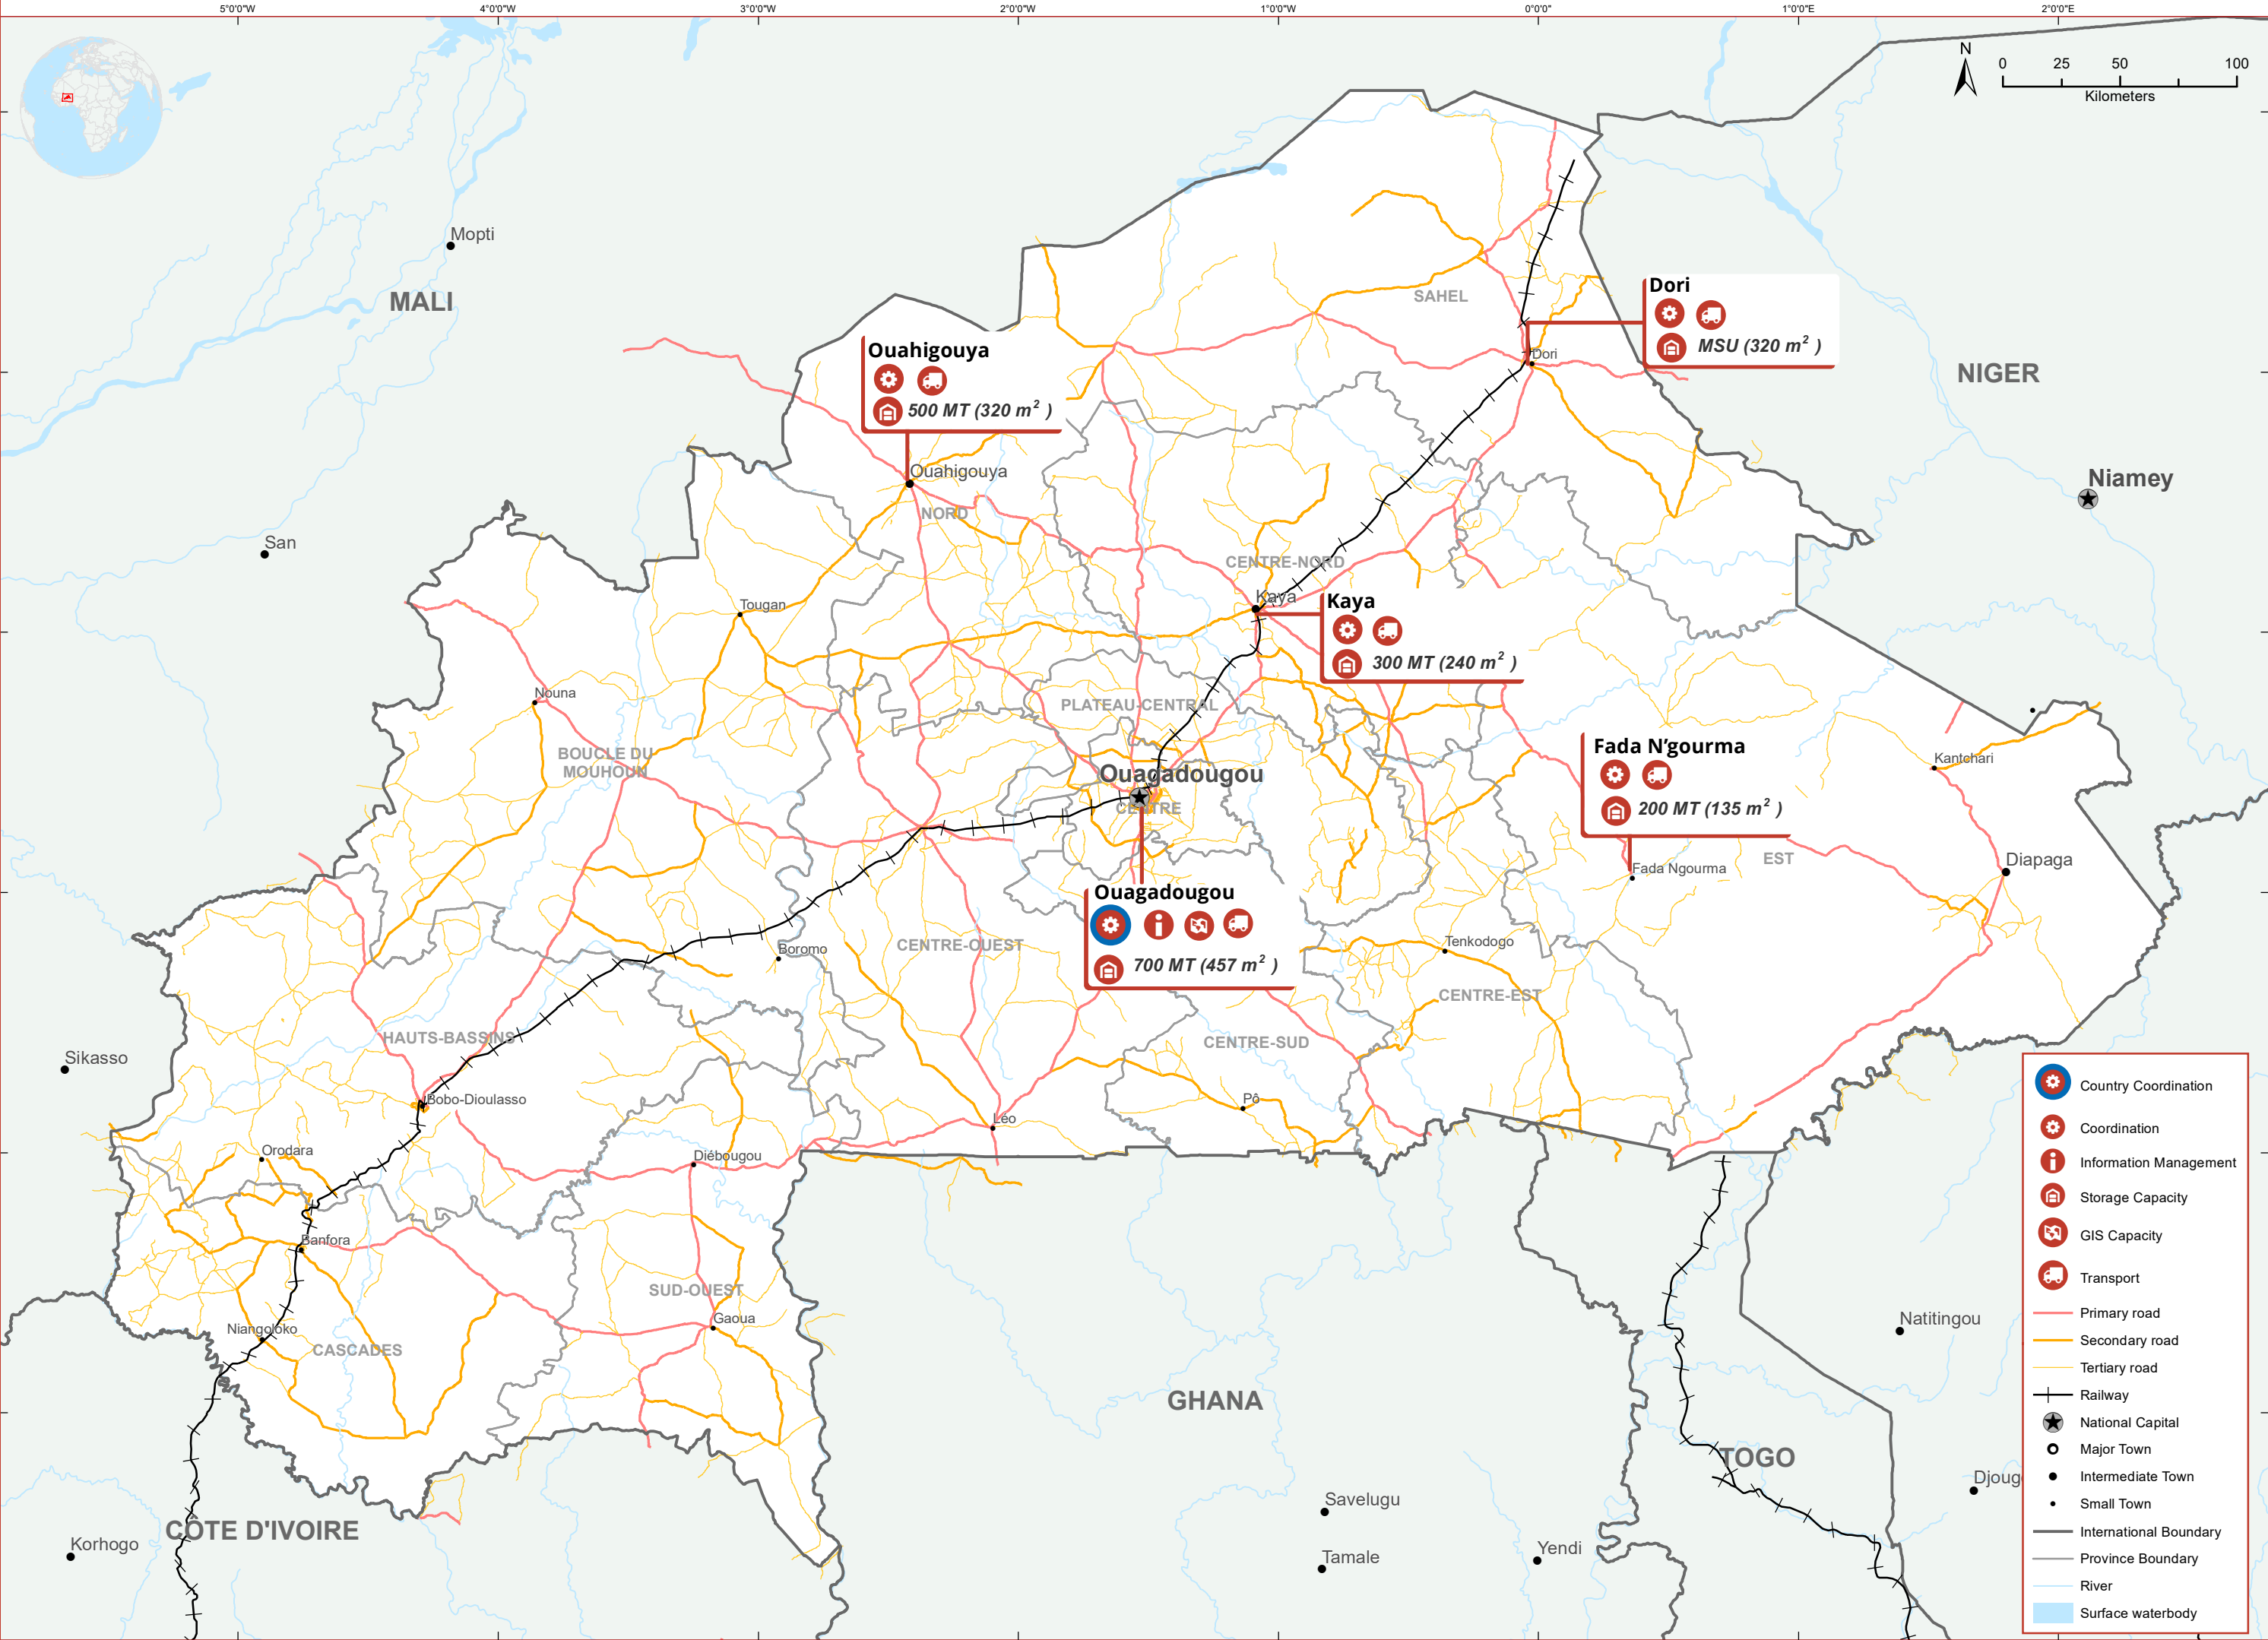 5°0'0"W
4°0'0"W
3°0'0"W
2°0'0"W
1°0'0"W
0°0'0"
1°0'0"E
2°0'0"E
N
0 25 50 100
Kilometers
Mopti
MALI
SAHEL
Dori
MSU (320 m2 )
Dori
Ouahigouya
500 MT (320 m2 )
NIGER
Ouahigouya
NORD
Niamey
San
CENTRE-NORD
Kaya
Kaya
300 MT (240 m2 )
Tougan
Nouna
PLATEAU-CENTRAL
BOUCLE DU
MOUHOUN
Fada N'gourma
200 MT (135 m2 )
Kantchari
Ouagadougou
CENTRE
EST
Fada Ngourma
Diapaga
Ouagadougou
700 MT (457 m2 )
Boromo
CENTRE-OUEST
Tenkodogo
CENTRE-EST
HAUTS-BASSINS
CENTRE-SUD
Sikasso
Bobo-Dioulasso
Pô
Léo
Orodara
Diébougou
Banfora
SUD-OUEST
Gaoua
Niangoloko
CASCADES
Natitingou
GHANA
TOGO
Djoug
Savelugu
CÔTE D'IVOIRE
Korhogo
Tamale
Yendi
Country Coordination
Coordination
Information Management
Storage Capacity
GIS Capacity
Transport
Primary road
Secondary road
Tertiary road
Railway
National Capital
Major Town
Intermediate Town
Small Town
International Boundary
Province Boundary
River
Surface waterbody